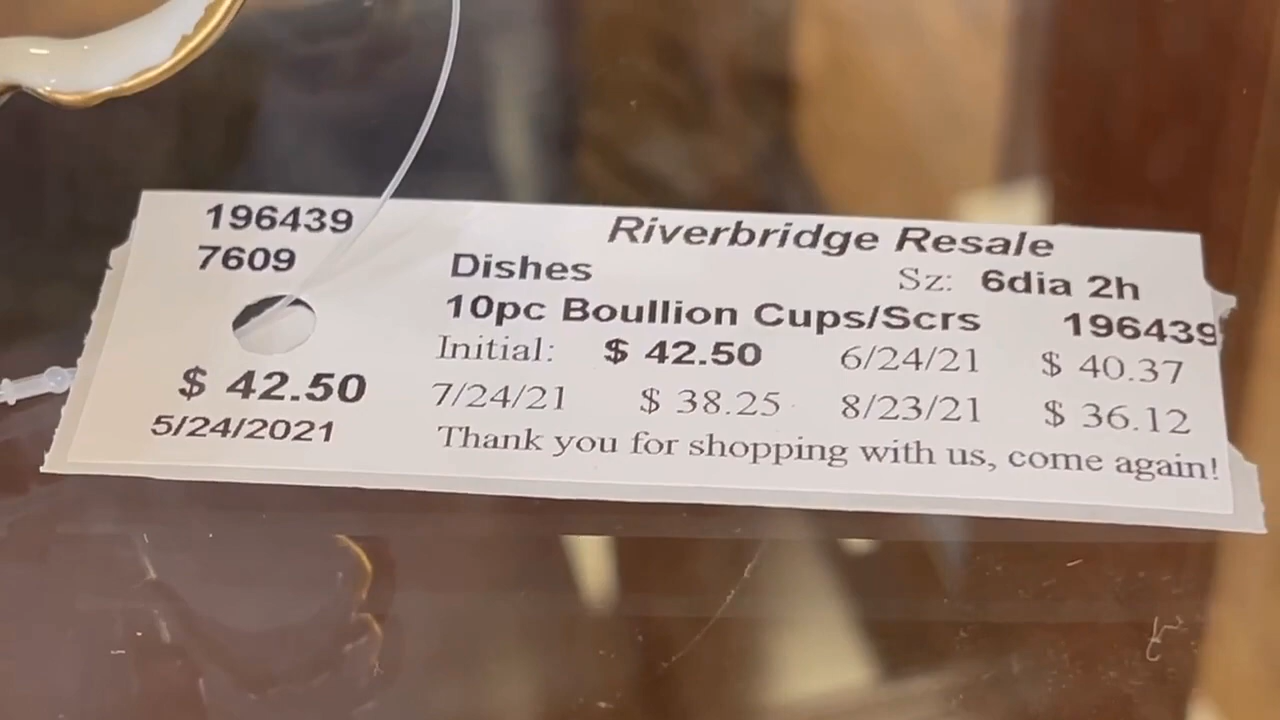 196439
7609
$ 42.50
5/24/2021
Riverbridge Resale
Dishes Sz: 6dia 2h
10pc Boullion Cups/Scrs 196439
Initial: $ 42.50 6/24/21 $ 40.37
7/24/21 $ 38.25 8/23/21 $ 36.12
Thank you for shopping with us, come again!